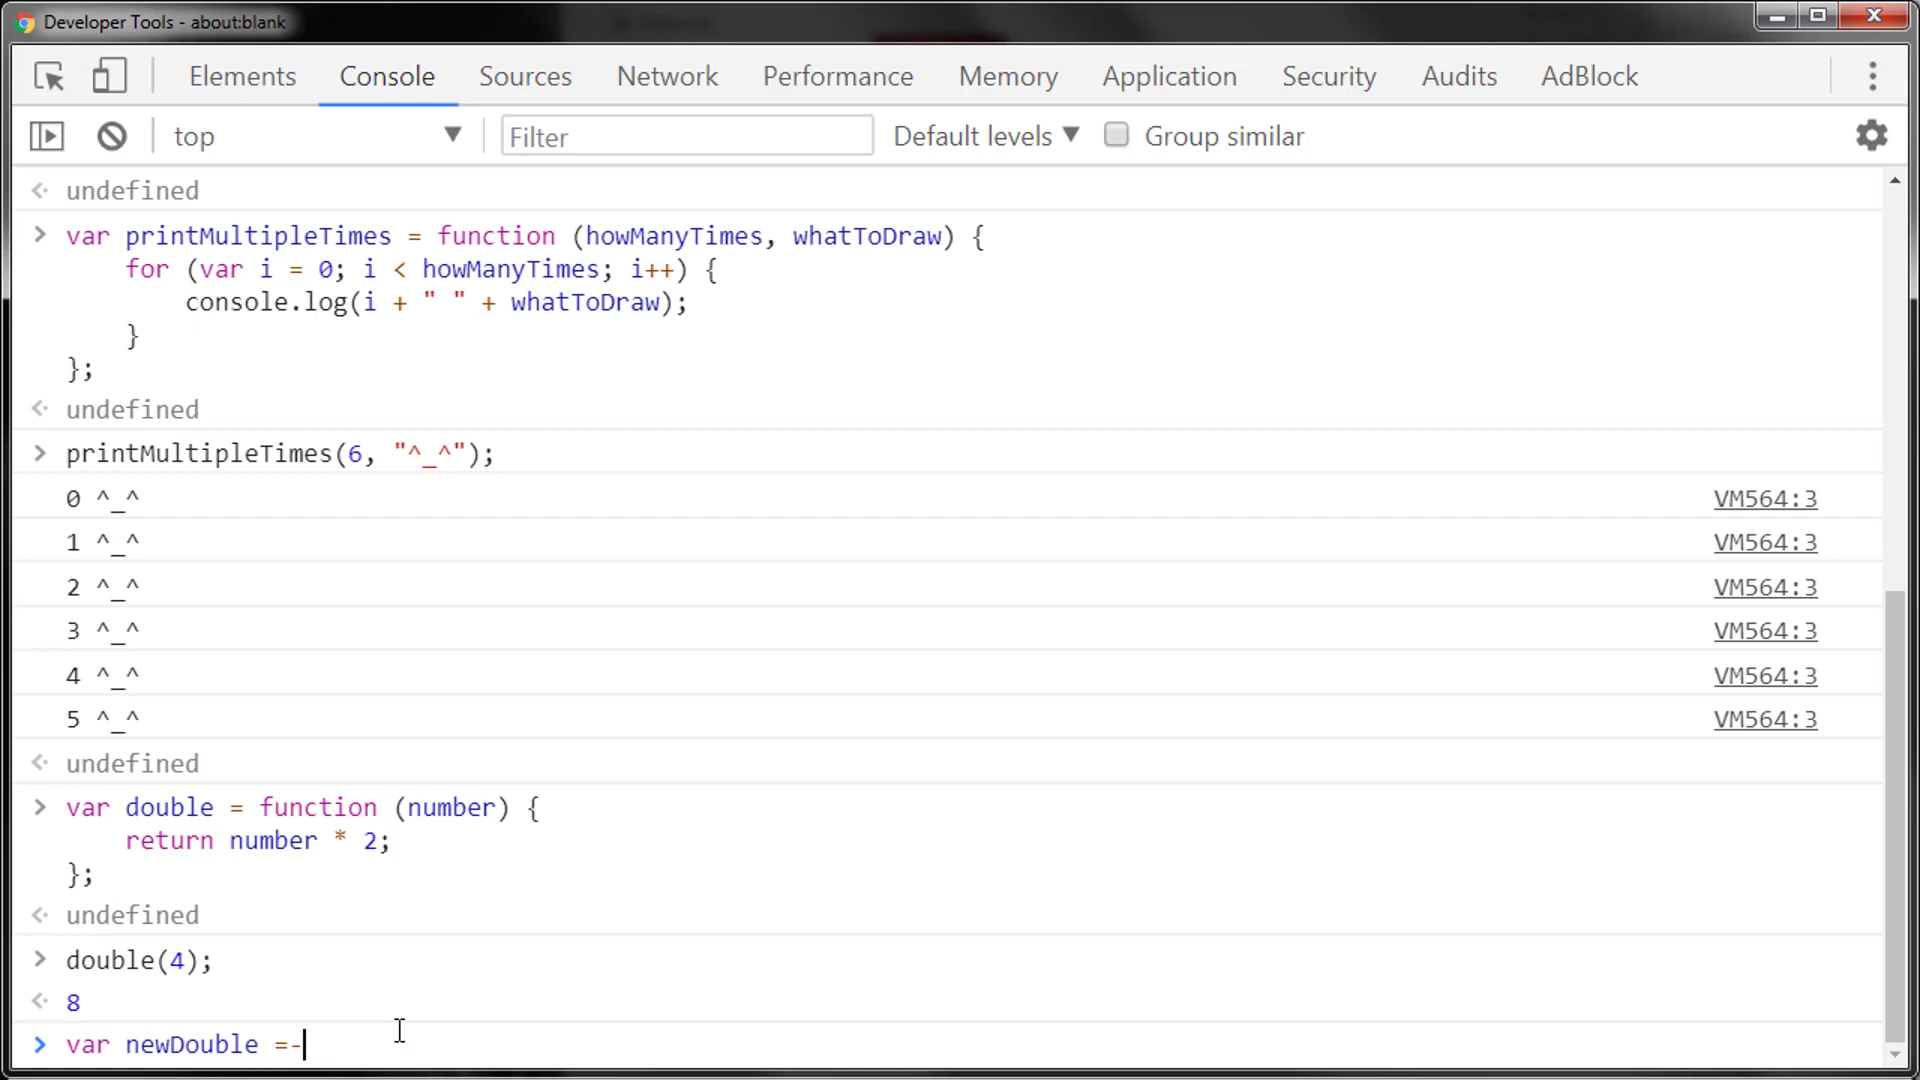 Developer Tools - about:blank
Elements Console Sources Network Performance Memory Application Security Audits AdBlock
top Filter Default levels Group similar
undefined
var printMultipleTimes = function (howManyTimes, whatToDraw) {
for (var i = 0; i < howManyTimes; i++) {
console.log(i + " " + whatToDraw);
}
};
undefined
printMultipleTimes(6, "^_^");
0 ^_^ VM564:3
1 ^_^ VM564:3
2 ^_^ VM564:3
3 ^_^ VM564:3
4 ^_^ VM564:3
5 ^_^ VM564:3
undefined
var double = function (number) {
return number * 2;
};
undefined
double(4);
8
var newDouble =-